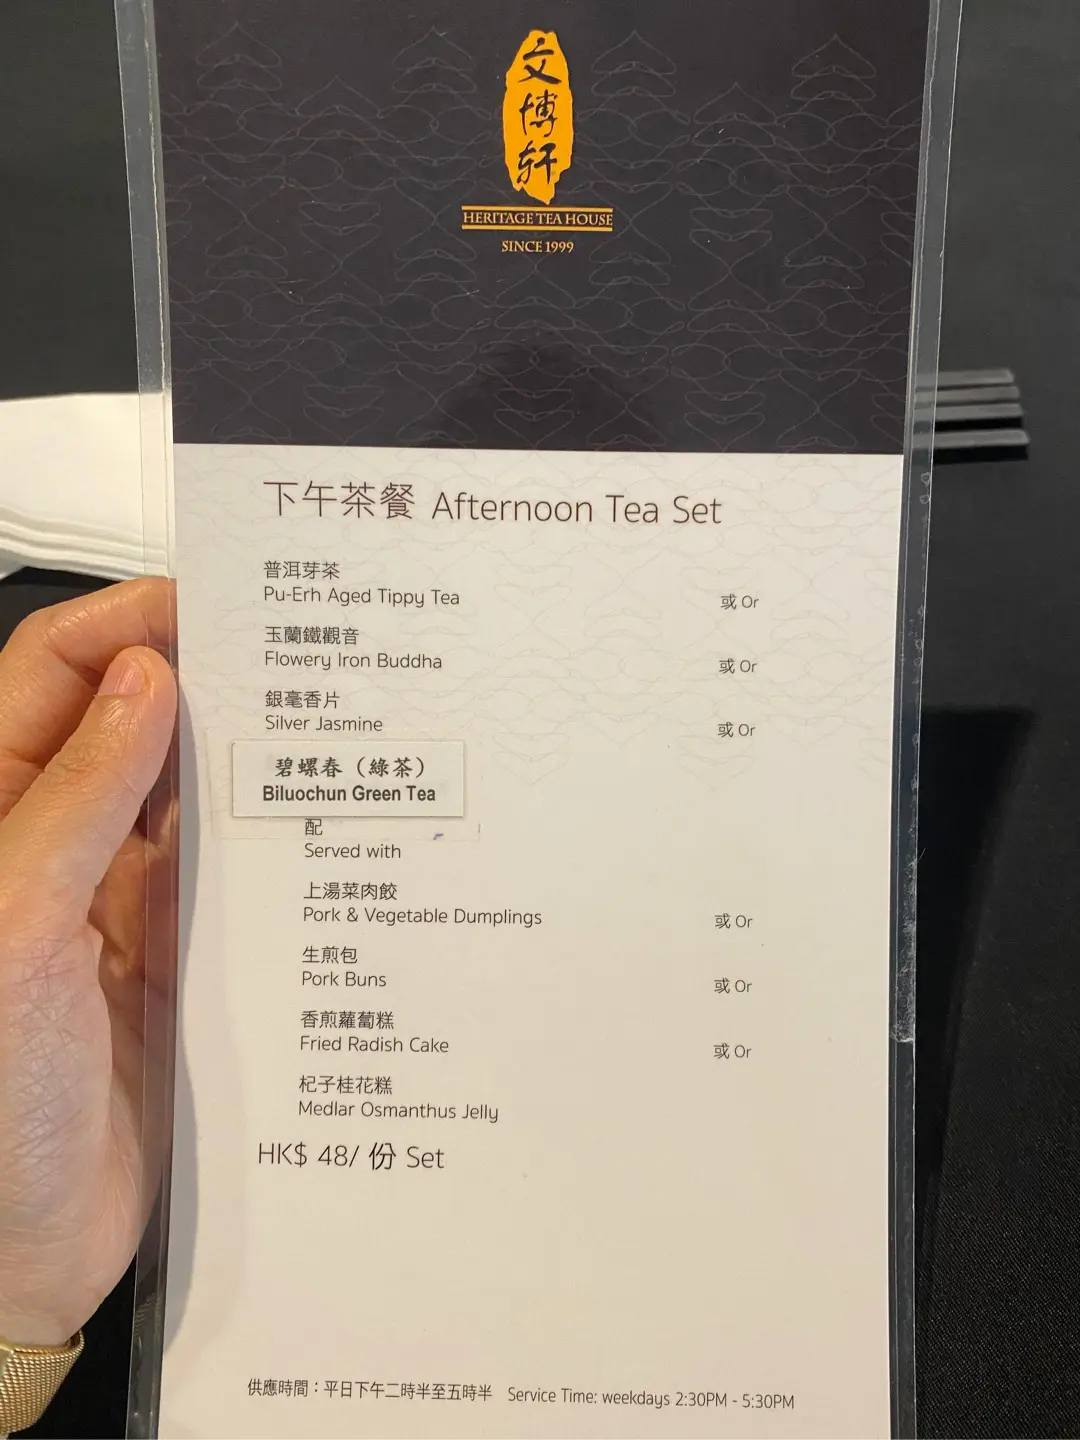 文博轩
HERITAGE TEA HOUSE
SINCE 1999
下午茶餐 Afternoon Tea Set
普洱芽茶
Pu-Erh Aged Tippy Tea 或 Or
玉蘭鐵觀音
Flowery Iron Buddha 或 Or
銀毫香片
Silver Jasmine 或 Or
碧螺春（綠茶）
Biluochun Green Tea
配
Served with
上湯菜肉餃
Pork & Vegetable Dumplings 或 Or
生煎包
Pork Buns 或 Or
香煎蘿蔔糕
Fried Radish Cake 或 Or
杞子桂花糕
Medlar Osmanthus Jelly
HK$ 48/ 份 Set
供應時間：平日下午二時半至五時半 Service Time: weekdays 2:30PM - 5:30PM